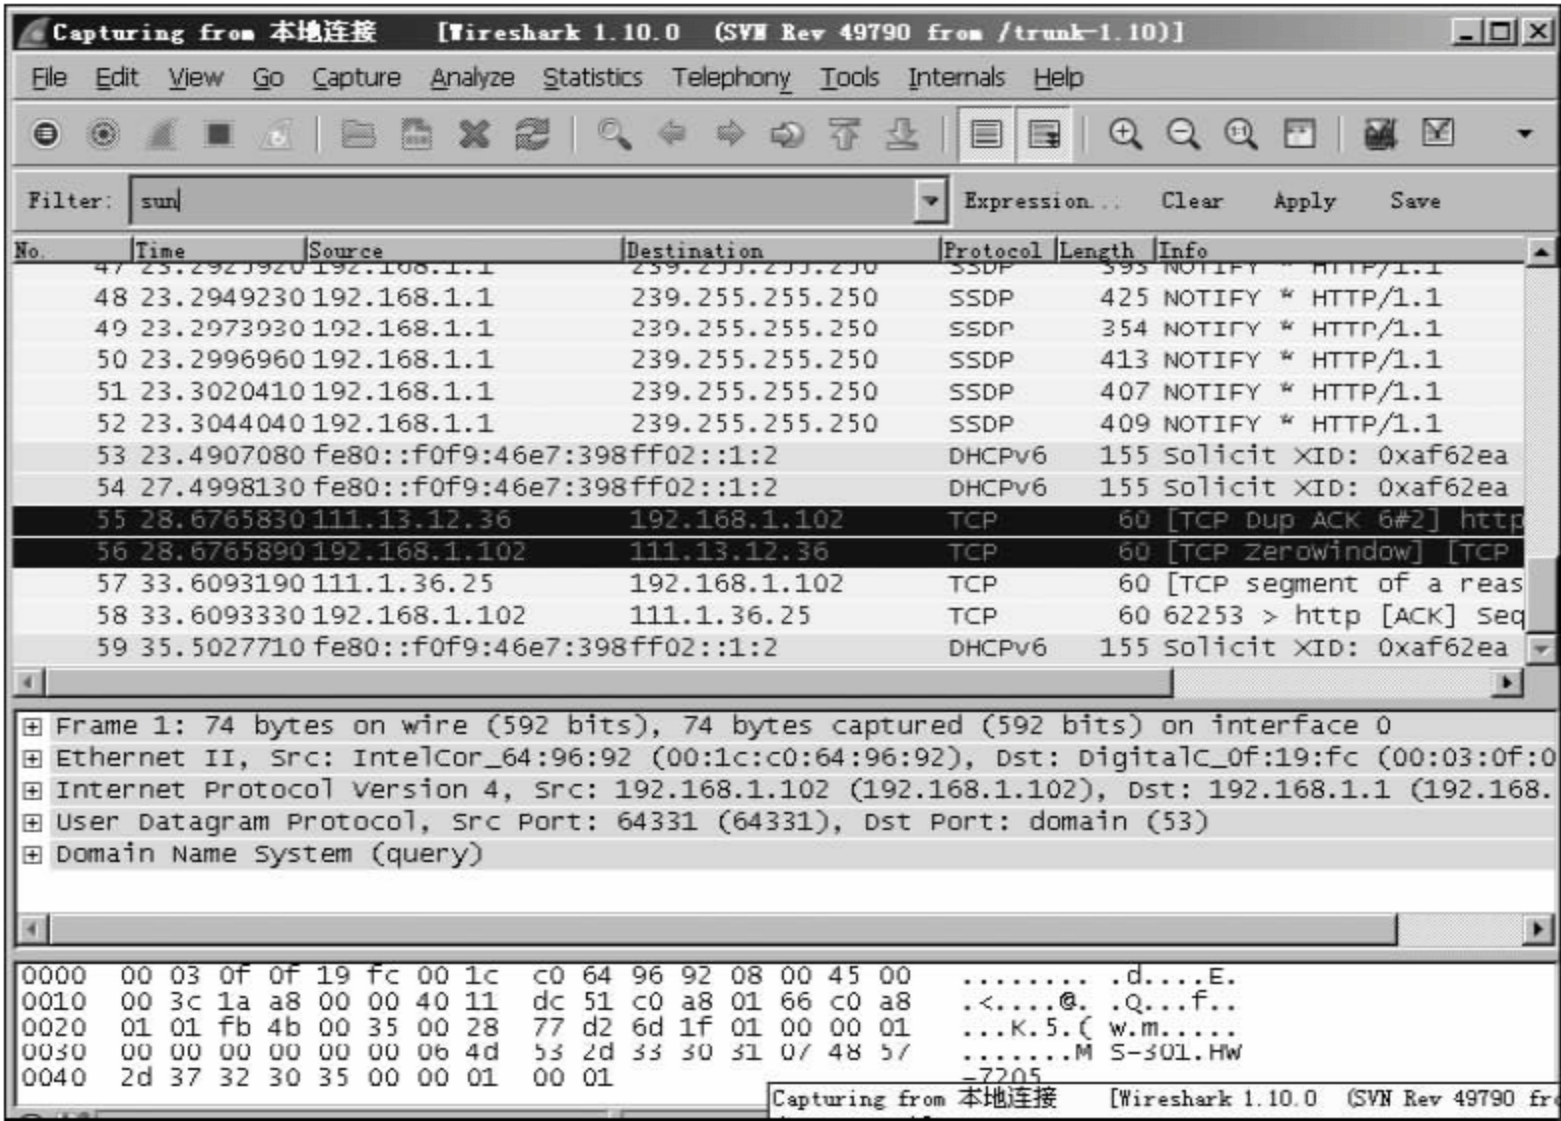 Capturing from 本地连接 [Wireshark 1.10.0 (SVN Rev 49790 from /trunk-1.10)]
File Edit View Go Capture Analyze Statistics Telephony Tools Internals Help
Filter: sun Expression... Clear Apply Save
No. Time Source Destination Protocol Length Info
47 23.2923920 192.168.1.1 239.255.255.250 SSDP 393 NOTIFY * HTTP/1.1
48 23.2949230 192.168.1.1 239.255.255.250 SSDP 425 NOTIFY * HTTP/1.1
49 23.2973930 192.168.1.1 239.255.255.250 SSDP 354 NOTIFY * HTTP/1.1
50 23.2996960 192.168.1.1 239.255.255.250 SSDP 413 NOTIFY * HTTP/1.1
51 23.3020410 192.168.1.1 239.255.255.250 SSDP 407 NOTIFY * HTTP/1.1
52 23.3044040 192.168.1.1 239.255.255.250 SSDP 409 NOTIFY * HTTP/1.1
53 23.4907080 fe80::f0f9:46e7:398 ff02::1:2 DHCPv6 155 Solicit XID: 0xaf62ea
54 27.4998130 fe80::f0f9:46e7:398 ff02::1:2 DHCPv6 155 Solicit XID: 0xaf62ea
55 28.6765830 111.13.12.36 192.168.1.102 TCP 60 [TCP Dup ACK 6#2] http
56 28.6765890 192.168.1.102 111.13.12.36 TCP 60 [TCP ZeroWindow] [TCP
57 33.6093190 111.1.36.25 192.168.1.102 TCP 60 [TCP segment of a reas
58 33.6093330 192.168.1.102 111.1.36.25 TCP 60 62253 > http [ACK] Seq
59 35.5027710 fe80::f0f9:46e7:398 ff02::1:2 DHCPv6 155 Solicit XID: 0xaf62ea
Frame 1: 74 bytes on wire (592 bits), 74 bytes captured (592 bits) on interface 0
Ethernet II, Src: IntelCor_64:96:92 (00:1c:c0:64:96:92), Dst: DigitalC_0f:19:fc (00:03:0f:0
Internet Protocol Version 4, Src: 192.168.1.102 (192.168.1.102), Dst: 192.168.1.1 (192.168.
User Datagram Protocol, Src Port: 64331 (64331), Dst Port: domain (53)
Domain Name System (query)
0000 00 03 0f 0f 19 fc 00 1c c0 64 96 92 08 00 45 00 ........ .d....E.
0010 00 3c 1a a8 00 00 40 11 dc 51 c0 a8 01 66 c0 a8 .<....@. .Q...f..
0020 01 01 fb 4b 00 35 00 28 77 d2 6d 1f 01 00 00 01 ...K.5.( w.m.....
0030 00 00 00 00 00 00 06 4d 53 2d 33 30 31 07 48 57 .......M S-301.HW
0040 2d 37 32 30 35 00 00 01 00 01 -7205
Capturing from 本地连接 [Wireshark 1.10.0 (SVN Rev 49790 fro